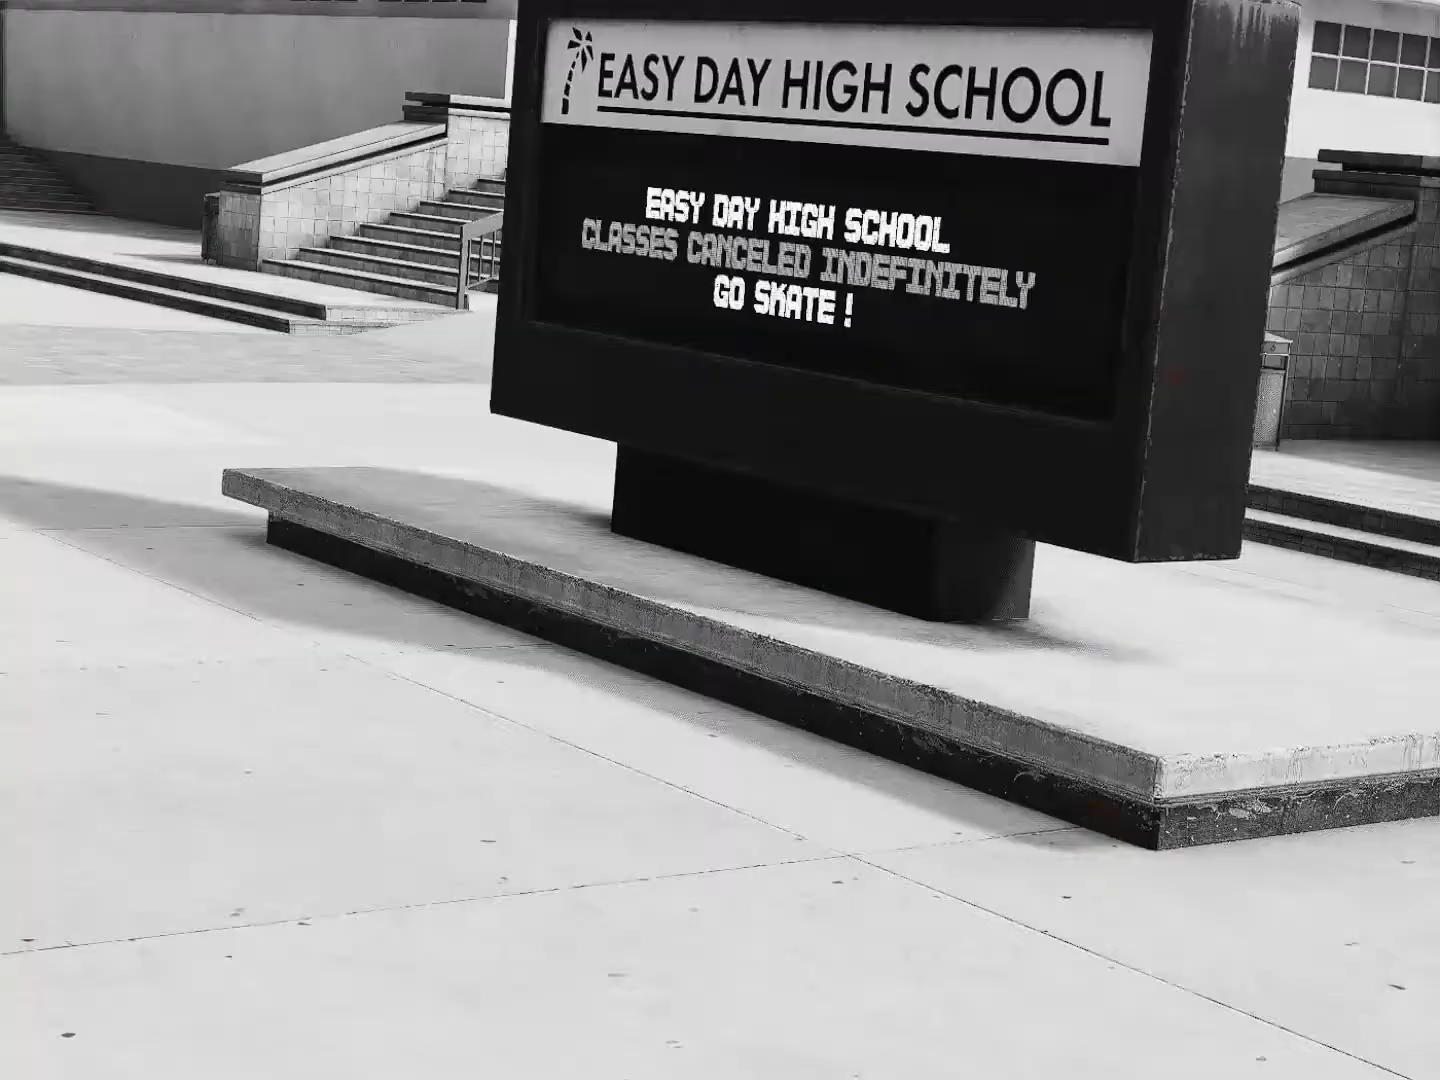 EASY DAY HIGH SCHOOL
EASY DAY HIGH SCHOOL
CLASSES CANCELED INDEFINITELY
GO SKATE !